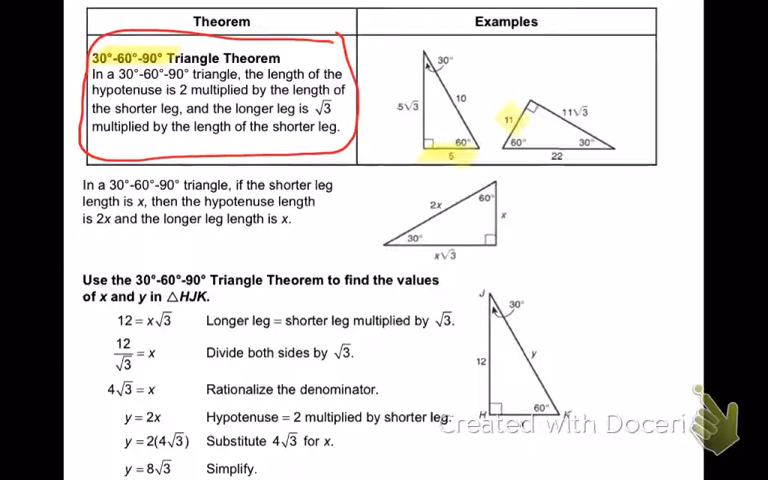 Theorem
Examples
30°-60°-90° Triangle Theorem
In a 30°-60°-90° triangle, the length of the
hypotenuse is 2 multiplied by the length of
the shorter leg, and the longer leg is √3
multiplied by the length of the shorter leg.
30°
5√3
10
60°
5
11
11√3
60°
30°
22
In a 30°-60°-90° triangle, if the shorter leg
length is x, then the hypotenuse length
is 2x and the longer leg length is x.
2x
60°
x
30°
x√3
Use the 30°-60°-90° Triangle Theorem to find the values
of x and y in △HJK.
12 = x√3 Longer leg = shorter leg multiplied by √3.
12/√3 = x Divide both sides by √3.
4√3 = x Rationalize the denominator.
y = 2x Hypotenuse = 2 multiplied by shorter leg.
y = 2(4√3) Substitute 4√3 for x.
y = 8√3 Simplify.
J
30°
12
y
60°
H
K
Created with Doceri